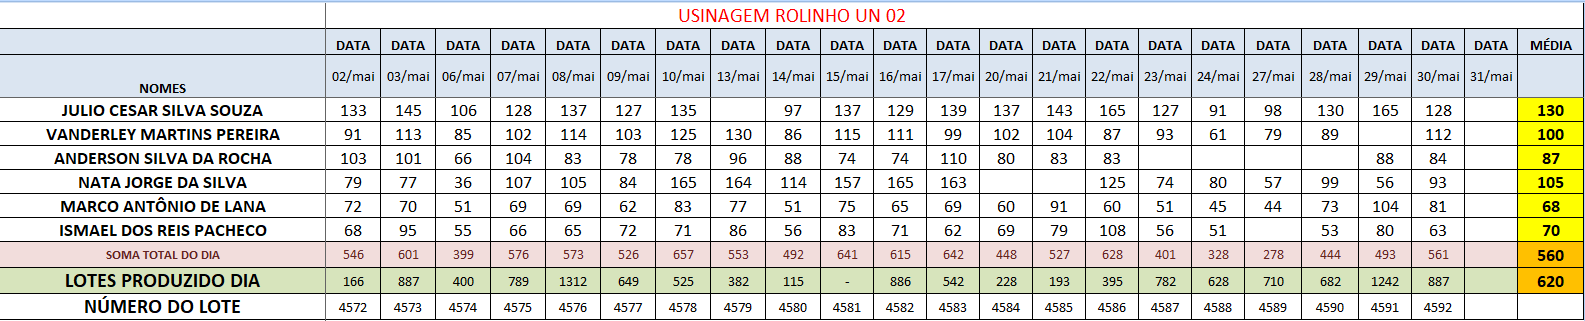 USINAGEM ROLINHO UN 02
DATA DATA DATA DATA DATA DATA DATA DATA DATA DATA DATA DATA DATA DATA DATA DATA DATA DATA DATA DATA DATA DATA MÉDIA
NOMES 02/mai 03/mai 06/mai 07/mai 08/mai 09/mai 10/mai 13/mai 14/mai 15/mai 16/mai 17/mai 20/mai 21/mai 22/mai 23/mai 24/mai 27/mai 28/mai 29/mai 30/mai 31/mai
JULIO CESAR SILVA SOUZA 133 145 106 128 137 127 135 97 137 129 139 137 143 165 127 91 98 130 165 128 130
VANDERLEY MARTINS PEREIRA 91 113 85 102 114 103 125 130 86 115 111 99 102 104 87 93 61 79 89 112 100
ANDERSON SILVA DA ROCHA 103 101 66 104 83 78 78 96 88 74 74 110 80 83 83 88 84 87
NATA JORGE DA SILVA 79 77 36 107 105 84 165 164 114 157 165 163 125 74 80 57 99 56 93 105
MARCO ANTÔNIO DE LANA 72 70 51 69 69 62 83 77 51 75 65 69 60 91 60 51 45 44 73 104 81 68
ISMAEL DOS REIS PACHECO 68 95 55 66 65 72 71 86 56 83 71 62 69 79 108 56 51 53 80 63 70
SOMA TOTAL DO DIA 546 601 399 576 573 526 657 553 492 641 615 642 448 527 628 401 328 278 444 493 561 560
LOTES PRODUZIDO DIA 166 887 400 789 1312 649 525 382 115 - 886 542 228 193 395 782 628 710 682 1242 887 620
NÚMERO DO LOTE 4572 4573 4574 4575 4576 4577 4578 4579 4580 4581 4582 4583 4584 4585 4586 4587 4588 4589 4590 4591 4592